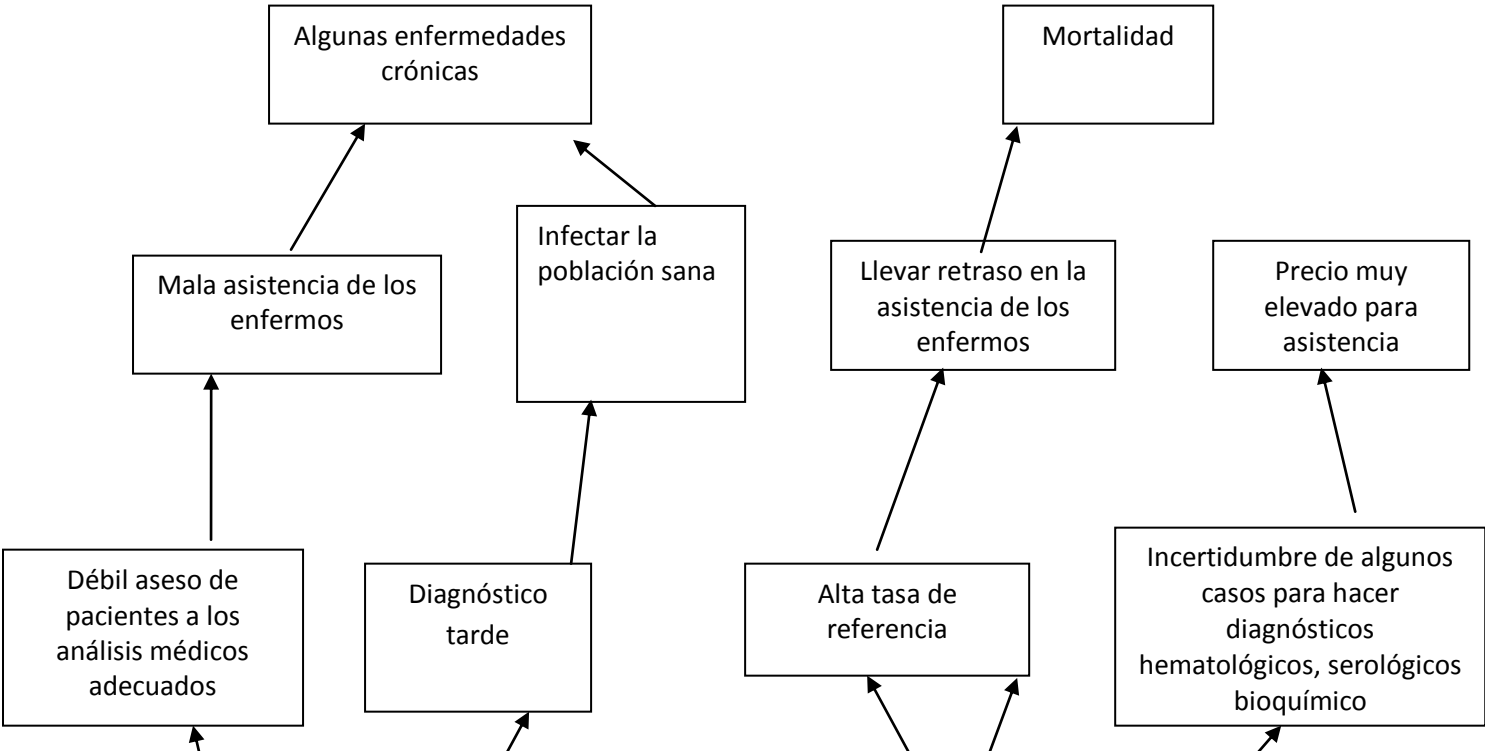 Algunas enfermedades
crónicas
Mortalidad
Infectar la
población sana
Mala asistencia de los
enfermos
Llevar retraso en la
asistencia de los
enfermos
Precio muy
elevado para
asistencia
Débil aseso de
pacientes a los
análisis médicos
adecuados
Diagnóstico
tarde
Alta tasa de
referencia
Incertidumbre de algunos
casos para hacer
diagnósticos
hematológicos, serológicos
bioquímico